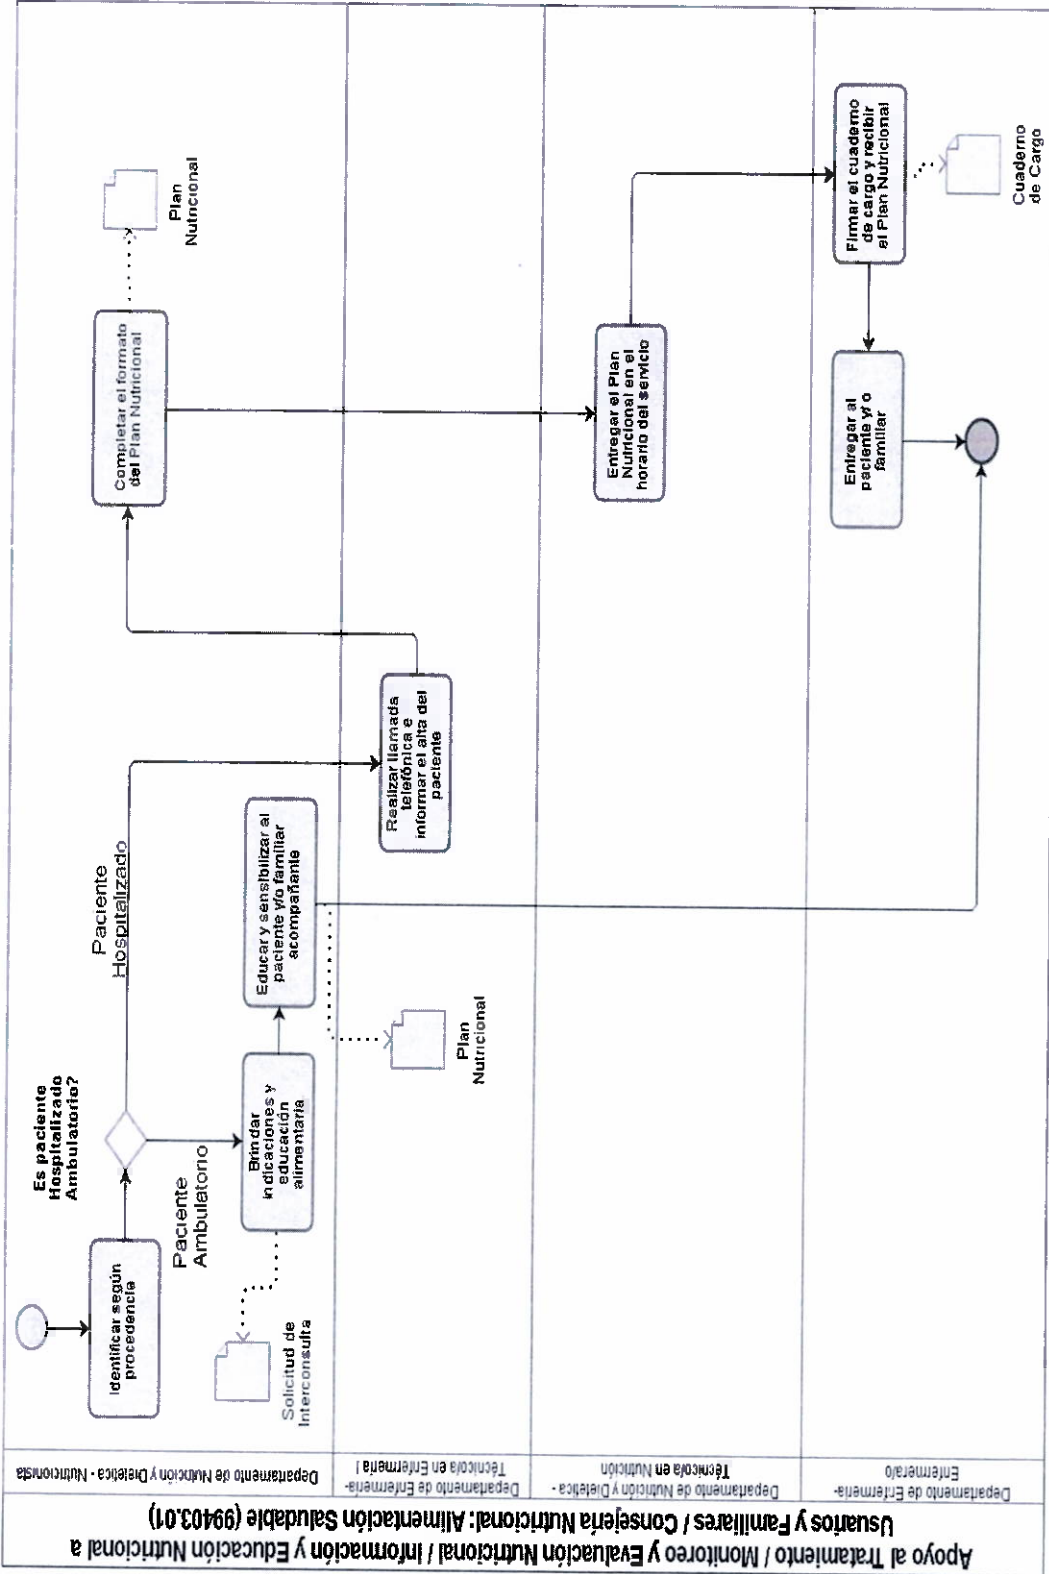 Apoyo al Tratamiento / Monitoreo y Evaluación Nutricional / Información y Educación Nutricional a
Usuarios y Familiares / Consejería Nutricional: Alimentación Saludable (99403.01)
Departamento de Nutrición y Dietética - Nutricionista
Identificar según
procedencia
Es paciente
Hospitalizado
Ambulatorio?
Paciente
Hospitalizado
Paciente
Ambulatorio
Solicitud de
Interconsulta
Brindar
indicaciones y
educación
alimentaria
Educar y sensibilizar al
paciente y/o familiar
acompañante
Completar el formato
del Plan Nutricional
Plan
Nutricional
Departamento de Enfermería-
Técnico/a en Enfermería I
Plan
Nutricional
Realizar llamada
telefónica e
informar el alta del
paciente
Departamento de Nutrición y Dietética -
Técnico/a en Nutrición
Entregar el Plan
Nutricional en el
horario del servicio
Departamento de Enfermería-
Enfermera/o
Entregar al
paciente y/o
familiar
Firmar el cuaderno
de cargo y recibir
el Plan Nutricional
Cuaderno
de Cargo